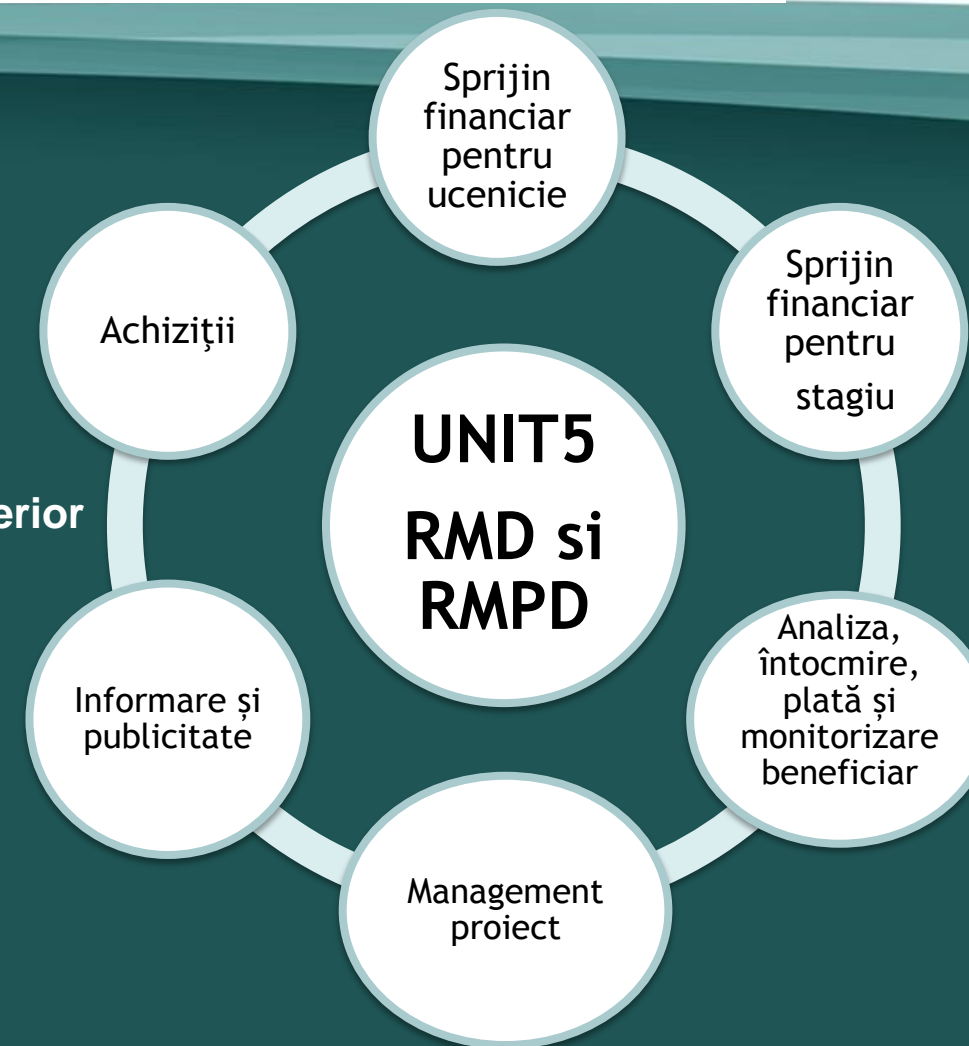 Sprijin
financiar
pentru
ucenicie
Sprijin
financiar
pentru
stagiu
Achiziţii
UNIT5
RMD si
RMPD
erior
Analiza,
întocmire,
plată și
monitorizare
beneficiar
Informare și
publicitate
Management
proiect